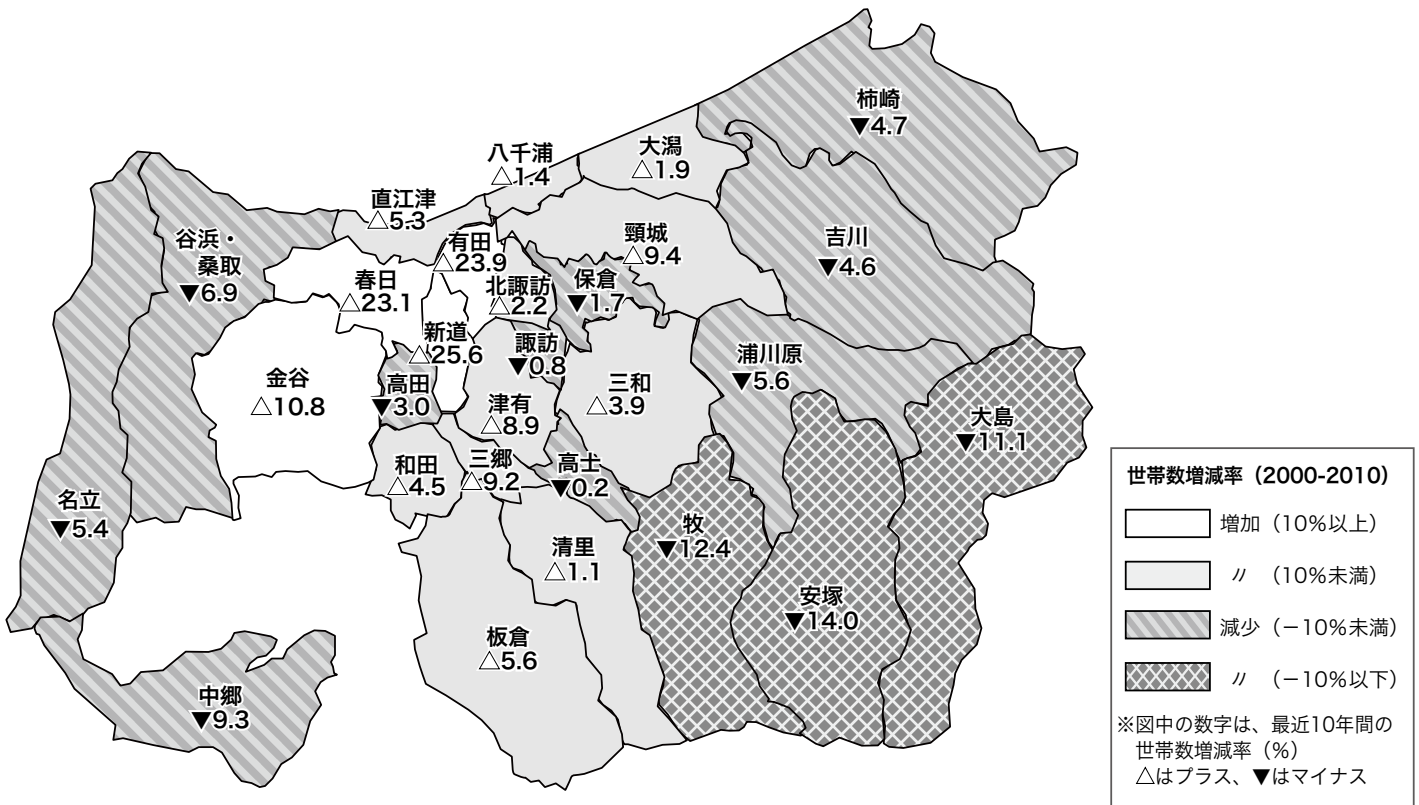 柿崎
▼4.7
大潟
△1.9
八千浦
△1.4
直江津
△5.3
谷浜・
桑取
▼6.9
有田
△23.9
頸城
△9.4
吉川
▼4.6
春日
△23.1
北諏訪
△2.2
保倉
▼1.7
新道
△25.6
諏訪
▼0.8
浦川原
▼5.6
金谷
△10.8
高田
▼3.0
三和
△3.9
津有
△8.9
大島
▼11.1
和田
△4.5
三郷
△9.2
高士
▼0.2
名立
▼5.4
牧
▼12.4
清里
△1.1
安塚
▼14.0
板倉
△5.6
中郷
▼9.3
世帯数増減率（2000-2010）
増加（10％以上）
〃（10％未満）
減少（－10％未満）
〃（－10％以下）
※図中の数字は、最近10年間の
世帯数増減率（％）
△はプラス、▼はマイナス